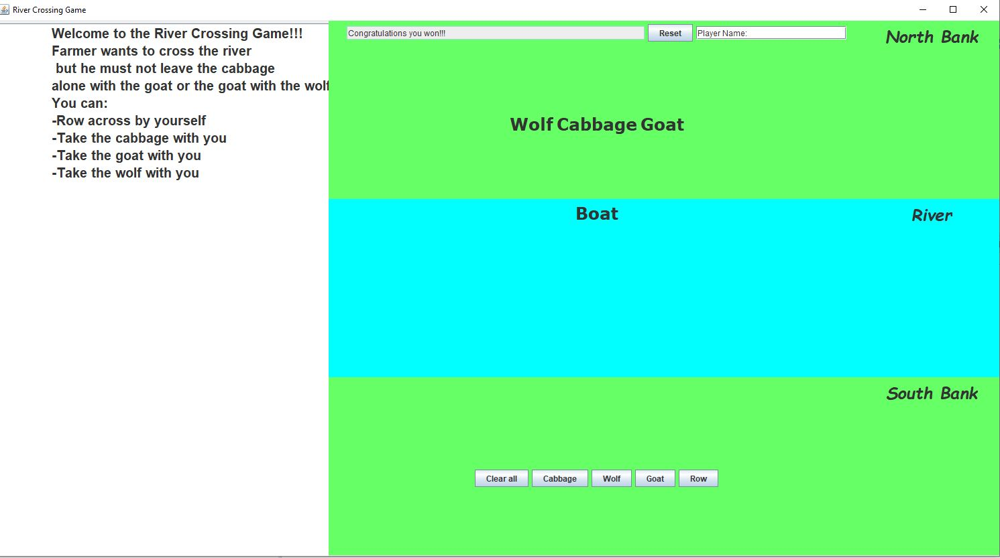 River Crossing Game
Welcome to the River Crossing Game!!!
Farmer wants to cross the river
but he must not leave the cabbage
alone with the goat or the goat with the wolf
You can:
-Row across by yourself
-Take the cabbage with you
-Take the goat with you
-Take the wolf with you
Congratulations you won!!! Reset Player Name: North Bank
Wolf Cabbage Goat
Boat River
South Bank
Clear all Cabbage Wolf Goat Row